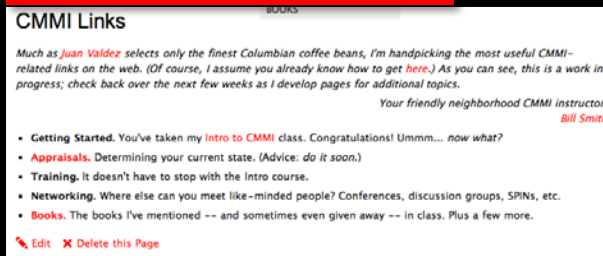 BOOKS
CMMI Links
Much as Juan Valdez selects only the finest Columbian coffee beans, I'm handpicking the most useful CMMI-
related links on the web. (Of course, I assume you already know how to get here.) As you can see, this is a work in
progress; check back over the next few weeks as I develop pages for additional topics.
Your friendly neighborhood CMMI instructor
Bill Smith
• Getting Started. You've taken my Intro to CMMI class. Congratulations! Ummm... now what?
• Appraisals. Determining your current state. (Advice: do it soon.)
• Training. It doesn't have to stop with the Intro course.
• Networking. Where else can you meet like-minded people? Conferences, discussion groups, SPINs, etc.
• Books. The books I've mentioned -- and sometimes even given away -- in class. Plus a few more.
Edit Delete this Page